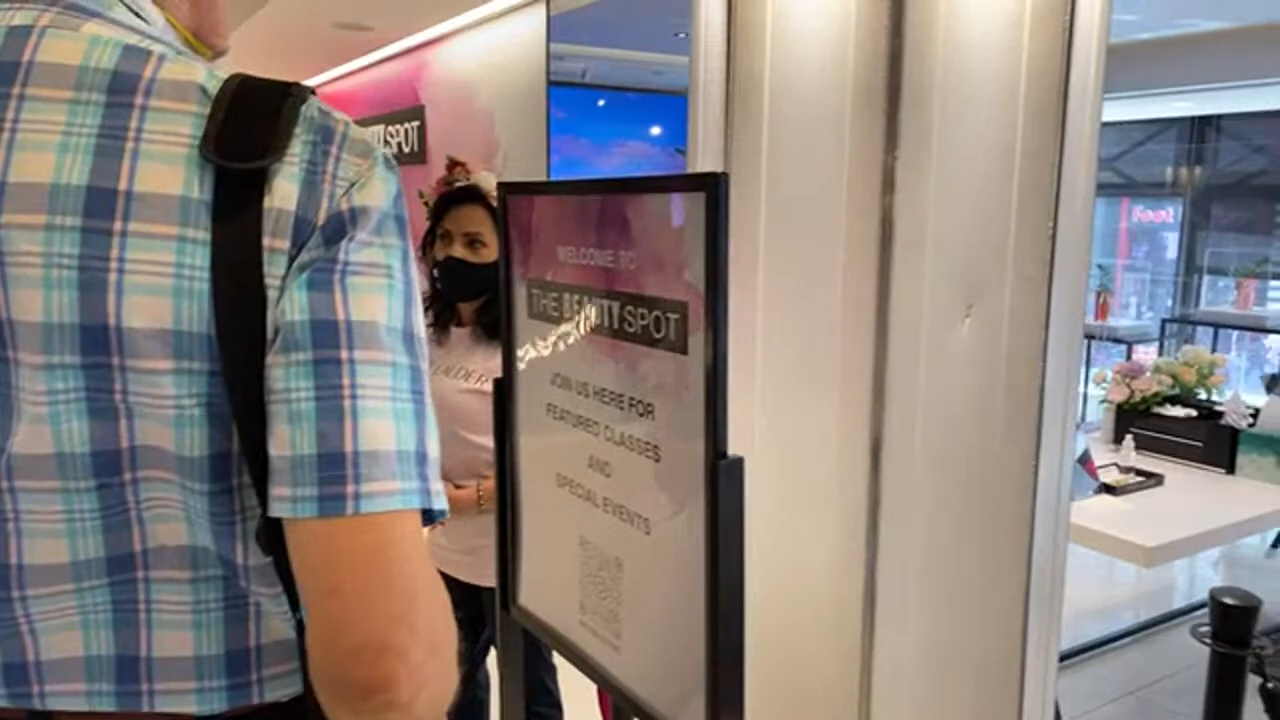 SPOT
WELCOME TO
THE BEAUTY SPOT
JOIN US HERE FOR
FEATURED CLASSES
AND
SPECIAL EVENTS
Foot